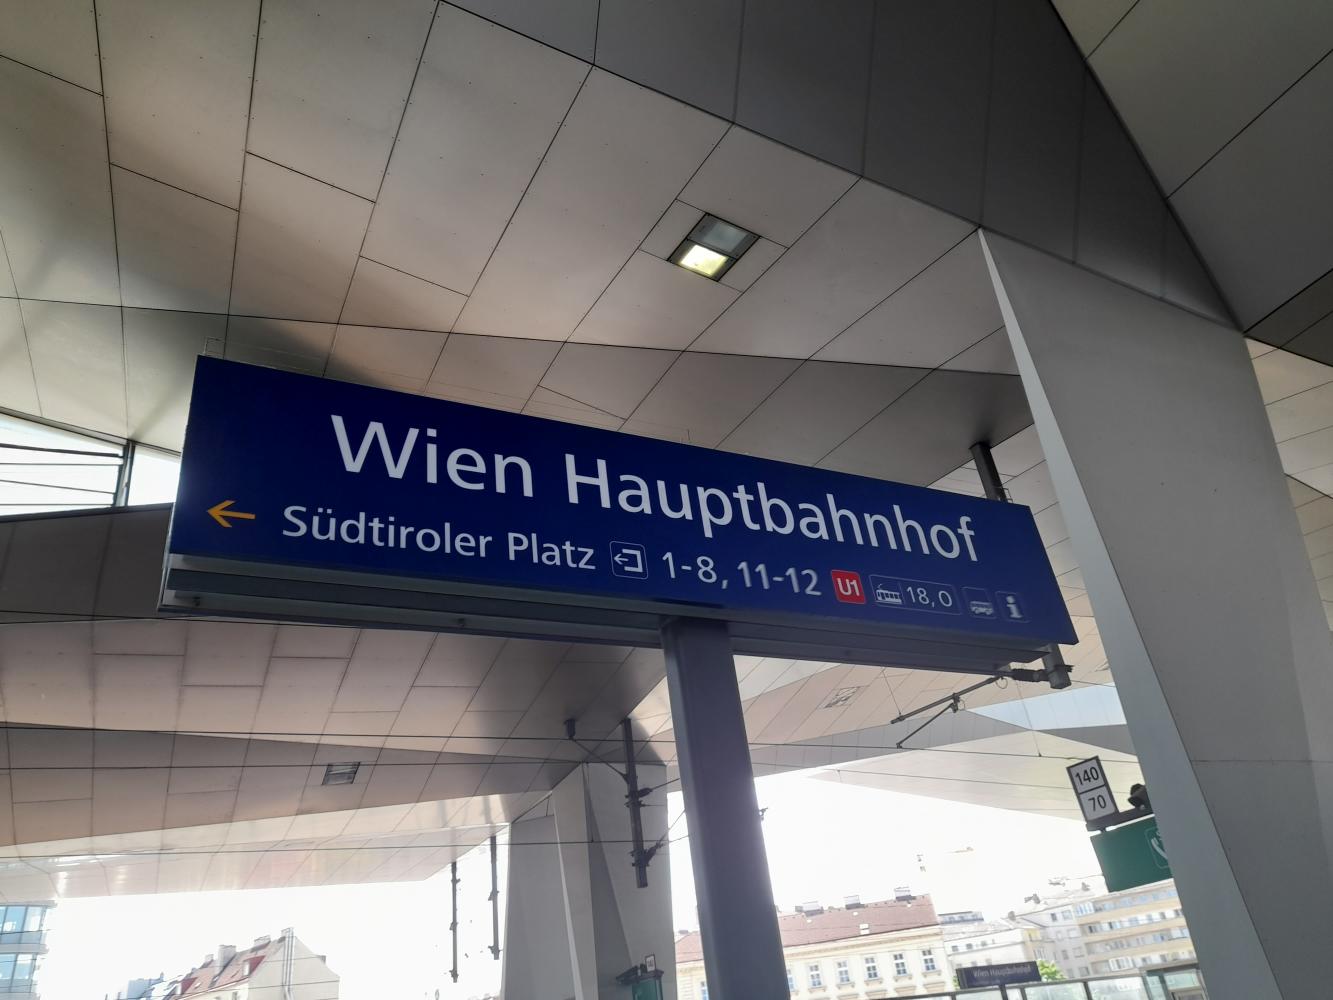 Wien Hauptbahnhof
← Südtiroler Platz 1-8, 11-12 U1 18, O i
140
70
Wien Hauptbahnhof